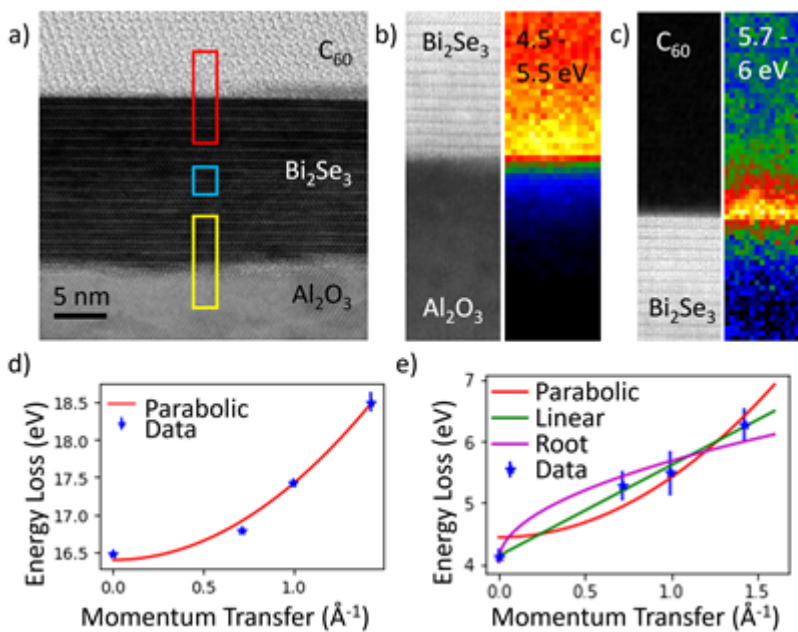 a)
C₆₀
Bi₂Se₃
Al₂O₃
5 nm
b)
Bi₂Se₃
Al₂O₃
4.5 -
5.5 eV
c)
C₆₀
Bi₂Se₃
5.7 -
6 eV
d)
Energy Loss (eV)
18.5
18.0
17.5
17.0
16.5
Parabolic
Data
0.0
0.5
1.0
Momentum Transfer (Å⁻¹)
e)
Energy Loss (eV)
7
6
5
4
Parabolic
Linear
Root
Data
0.0
0.5
1.0
1.5
Momentum Transfer (Å⁻¹)